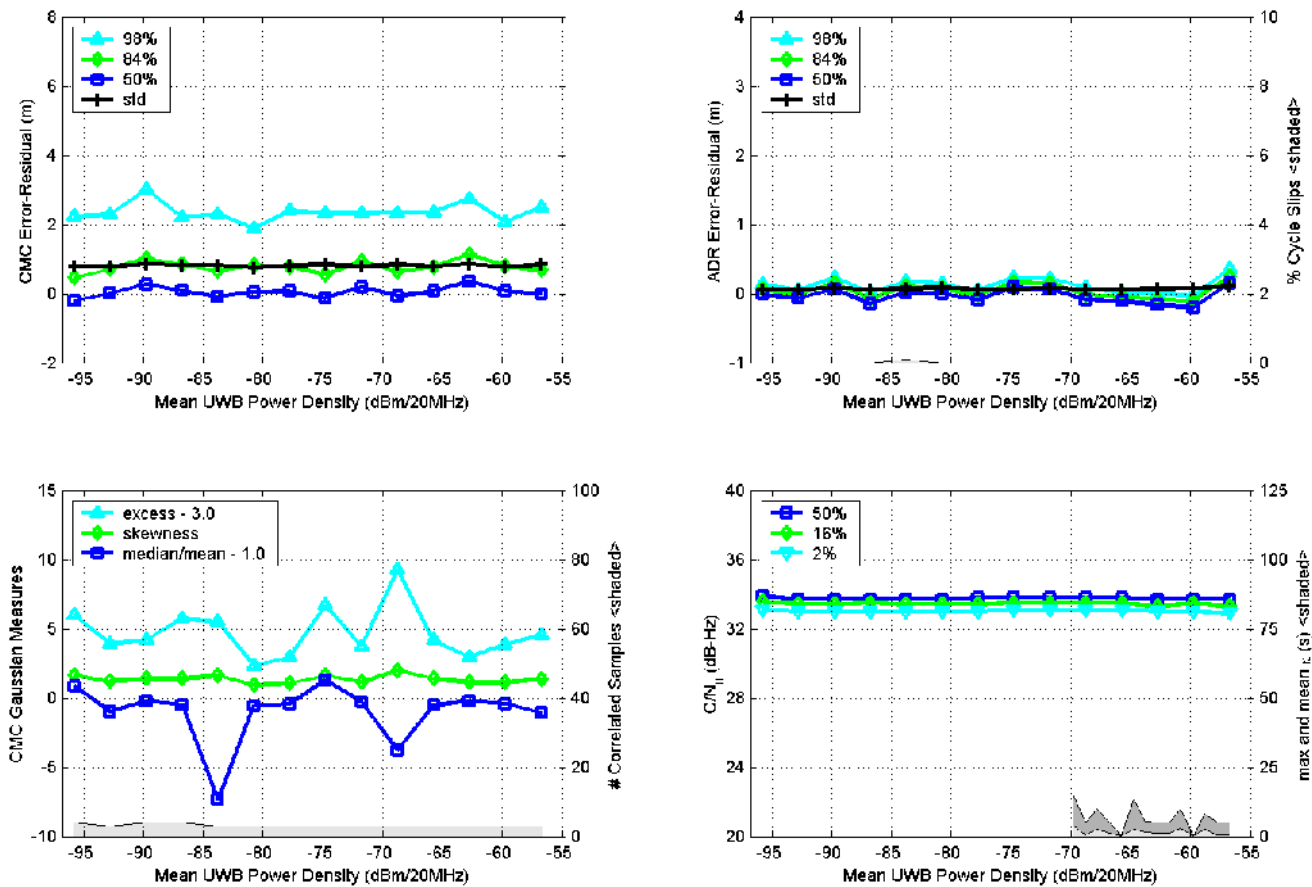 CMC Error-Residual (m)
8
6
4
2
0
-2
98%
84%
50%
std
-95 -90 -85 -80 -75 -70 -65 -60 -55
Mean UWB Power Density (dBm/20MHz)
ADR Error-Residual (m)
4
3
2
1
0
-1
98%
84%
50%
std
10
8
6
4
2
0
% Cycle Slips <shaded>
-95 -90 -85 -80 -75 -70 -65 -60 -55
Mean UWB Power Density (dBm/20MHz)
CMC Gaussian Measures
15
10
5
0
-5
-10
excess - 3.0
skewness
median/mean - 1.0
100
80
60
40
20
0
# Correlated Samples <shaded>
-95 -90 -85 -80 -75 -70 -65 -60 -55
Mean UWB Power Density (dBm/20MHz)
(dB-Hz)
40
36
32
28
24
20
50%
16%
2%
125
100
75
50
25
0
max and mean (s) <shaded>
-95 -90 -85 -80 -75 -70 -65 -60 -55
Mean UWB Power Density (dBm/20MHz)